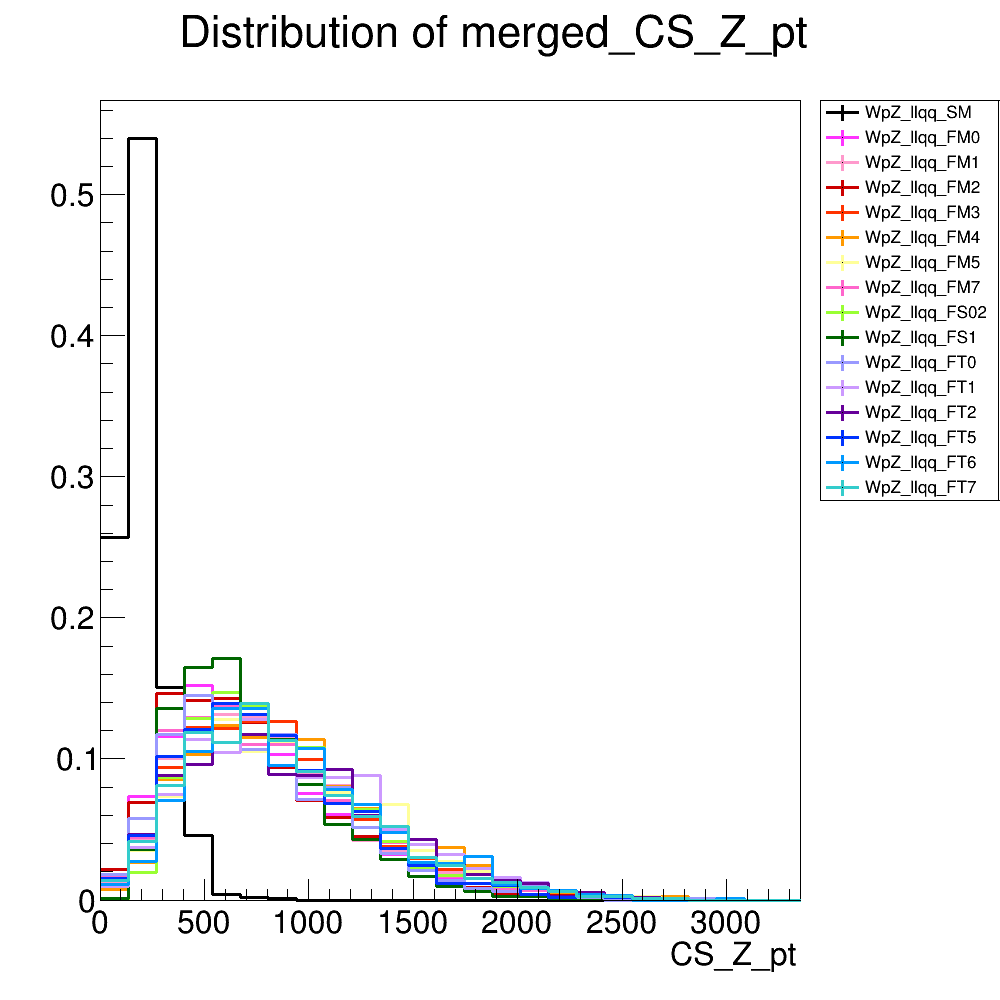 Distribution of merged_CS_Z_pt
WpZ_llqq_SM
WpZ_llqq_FM0
WpZ_llqq_FM1
WpZ_llqq_FM2
WpZ_llqq_FM3
WpZ_llqq_FM4
WpZ_llqq_FM5
WpZ_llqq_FM7
WpZ_llqq_FS02
WpZ_llqq_FS1
WpZ_llqq_FT0
WpZ_llqq_FT1
WpZ_llqq_FT2
WpZ_llqq_FT5
WpZ_llqq_FT6
WpZ_llqq_FT7
0.5
0.4
0.3
0.2
0.1
0
0 500 1000 1500 2000 2500 3000
CS_Z_pt